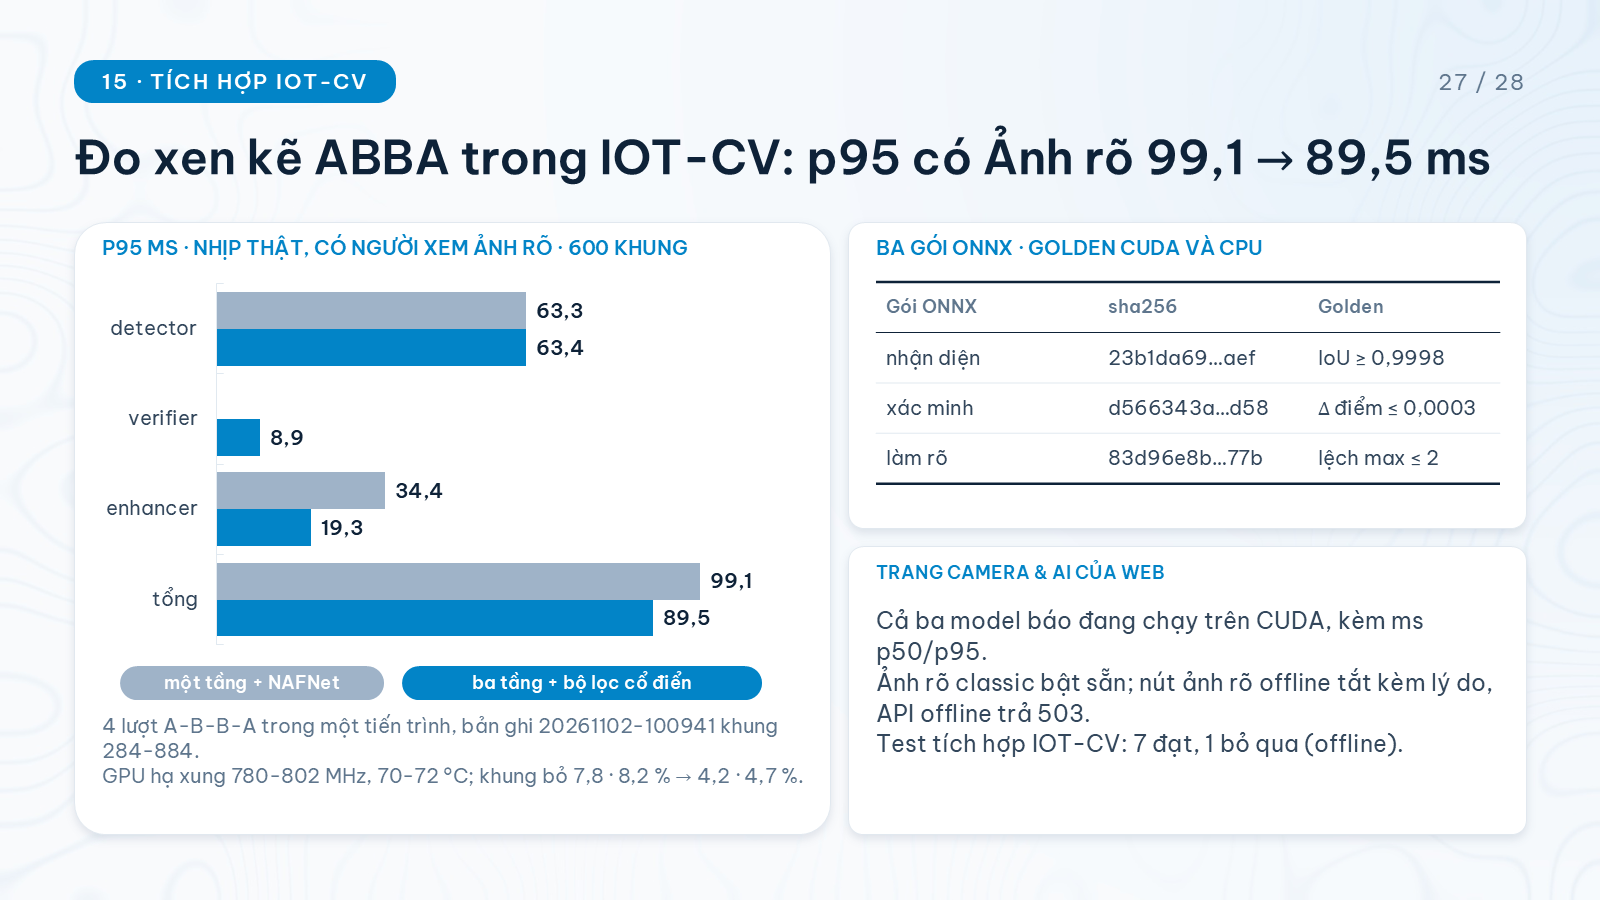 15 · TÍCH HỢP IOT-CV
27 / 28
Đo xen kẽ ABBA trong IOT-CV: p95 có Ảnh rõ 99,1 → 89,5 ms
P95 MS · NHỊP THẬT, CÓ NGƯỜI XEM ẢNH RÕ · 600 KHUNG
detector
63,3
63,4
verifier
8,9
enhancer
34,4
19,3
tổng
99,1
89,5
một tầng + NAFNet
ba tầng + bộ lọc cổ điển
4 lượt A-B-B-A trong một tiến trình, bản ghi 20261102-100941 khung
284-884.
GPU hạ xung 780-802 MHz, 70-72 °C; khung bỏ 7,8 · 8,2 % → 4,2 · 4,7 %.
BA GÓI ONNX · GOLDEN CUDA VÀ CPU
Gói ONNX sha256 Golden
nhận diện 23b1da69…aef IoU ≥ 0,9998
xác minh d566343a…d58 Δ điểm ≤ 0,0003
làm rõ 83d96e8b…77b lệch max ≤ 2
TRANG CAMERA & AI CỦA WEB
Cả ba model báo đang chạy trên CUDA, kèm ms
p50/p95.
Ảnh rõ classic bật sẵn; nút ảnh rõ offline tắt kèm lý do,
API offline trả 503.
Test tích hợp IOT-CV: 7 đạt, 1 bỏ qua (offline).